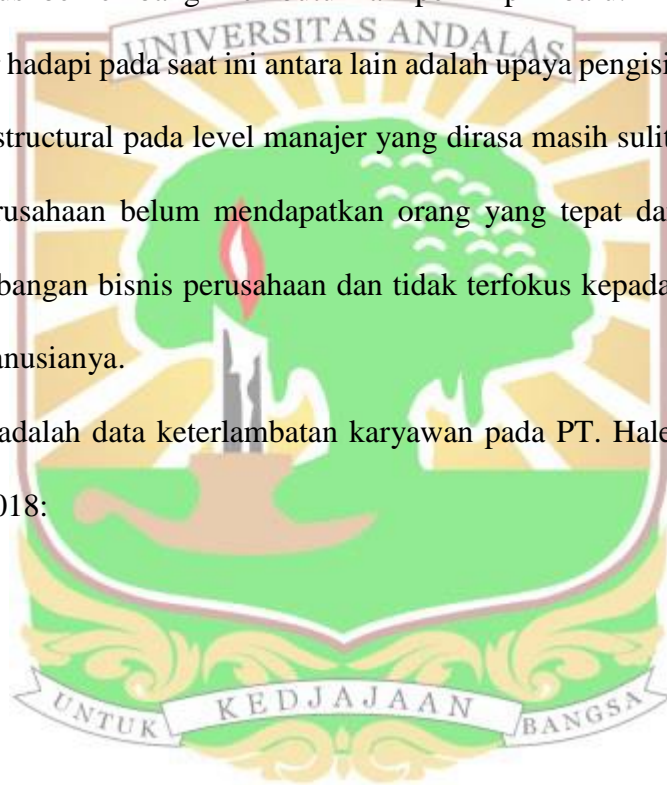 UNIVERSITAS ANDALAS
hadapi pada saat ini antara lain adalah upaya pengisi
structural pada level manajer yang dirasa masih sulit
rusahaan belum mendapatkan orang yang tepat da
bangan bisnis perusahaan dan tidak terfokus kepada
anusianya.
adalah data keterlambatan karyawan pada PT. Hale
018:
UNTUK KEDJAJAAN BANGSA